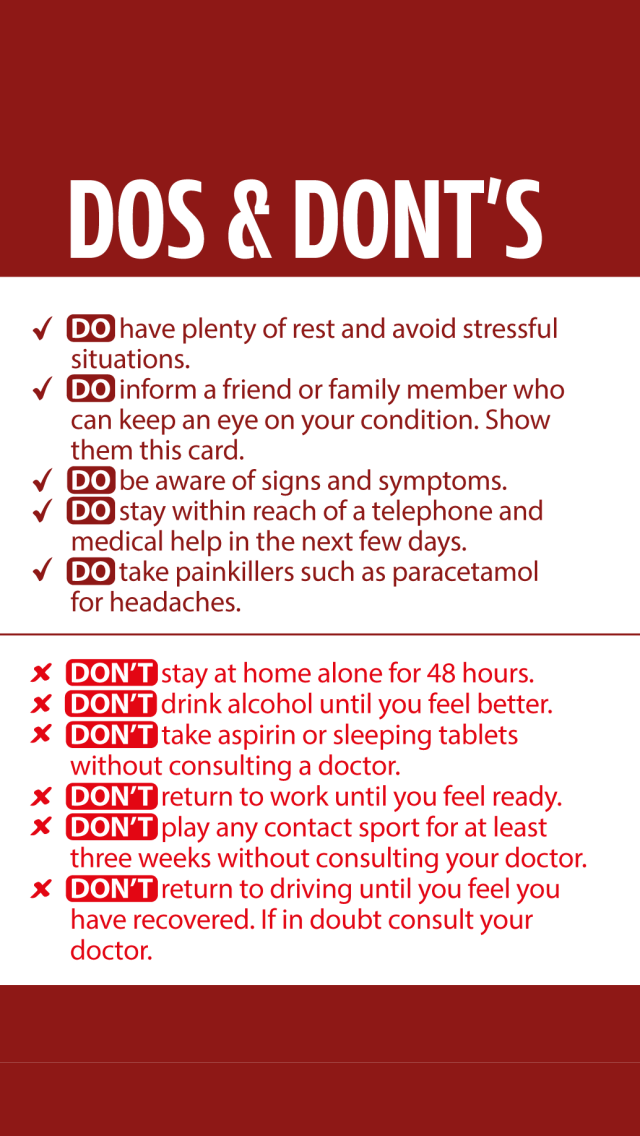 DOS & DONT'S
✓ DO have plenty of rest and avoid stressful
situations.
✓ DO inform a friend or family member who
can keep an eye on your condition. Show
them this card.
✓ DO be aware of signs and symptoms.
✓ DO stay within reach of a telephone and
medical help in the next few days.
✓ DO take painkillers such as paracetamol
for headaches.
✘ DON'T stay at home alone for 48 hours.
✘ DON'T drink alcohol until you feel better.
✘ DON'T take aspirin or sleeping tablets
without consulting a doctor.
✘ DON'T return to work until you feel ready.
✘ DON'T play any contact sport for at least
three weeks without consulting your doctor.
✘ DON'T return to driving until you feel you
have recovered. If in doubt consult your
doctor.